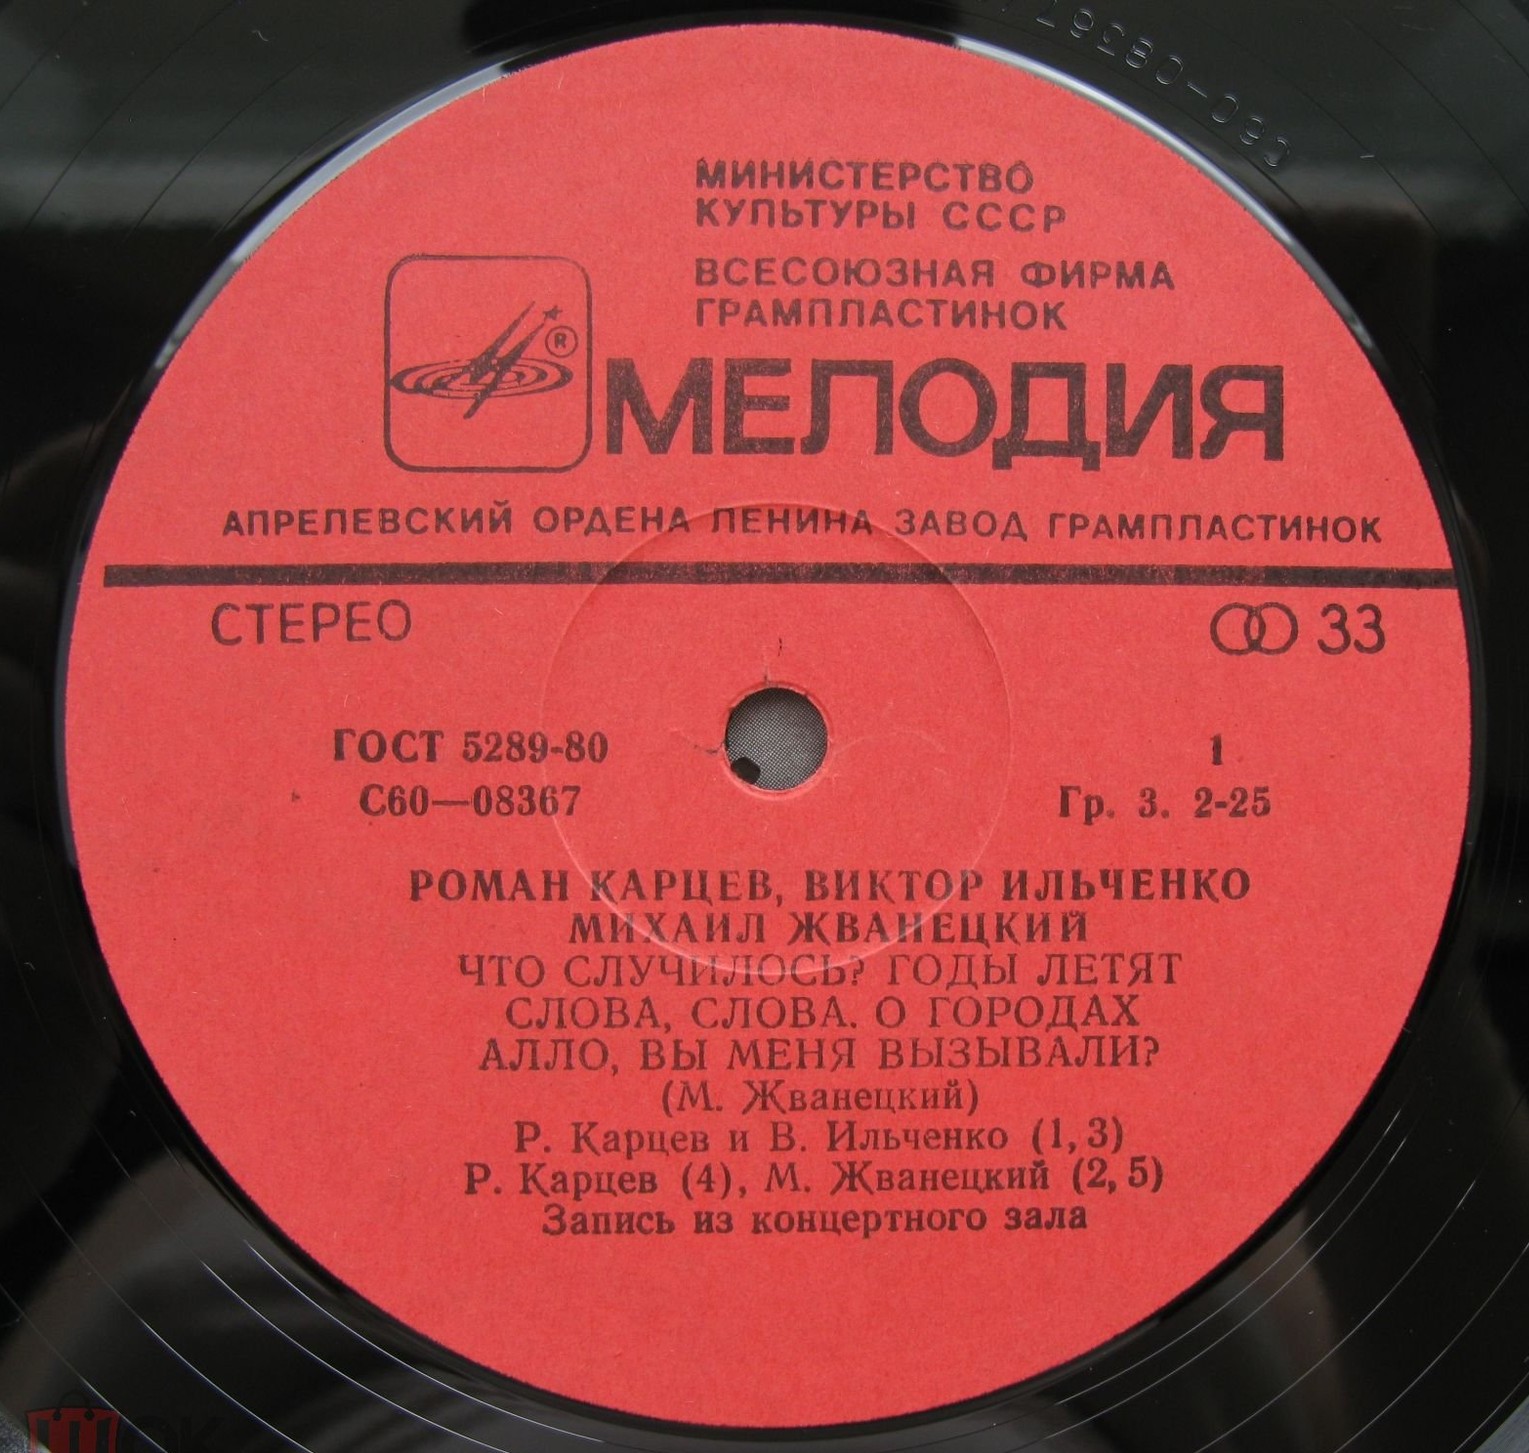 С60-08367
МИНИСТЕРСТВО
КУЛЬТУРЫ СССР
ВСЕСОЮЗНАЯ ФИРМА
ГРАМПЛАСТИНОК
®
МЕЛОДИЯ
АПРЕЛЕВСКИЙ ОРДЕНА ЛЕНИНА ЗАВОД ГРАМПЛАСТИНОК
СТЕРЕО 33
ГОСТ 5289-80 1
С60—08367 Гр. 3. 2-25
РОМАН КАРЦЕВ, ВИКТОР ИЛЬЧЕНКО
МИХАИЛ ЖВАНЕЦКИЙ
ЧТО СЛУЧИЛОСЬ? ГОДЫ ЛЕТЯТ
СЛОВА, СЛОВА. О ГОРОДАХ
АЛЛО, ВЫ МЕНЯ ВЫЗЫВАЛИ?
(М. Жванецкий)
Р. Карцев и В. Ильченко (1, 3)
Р. Карцев (4), М. Жванецкий (2, 5)
Запись из концертного зала